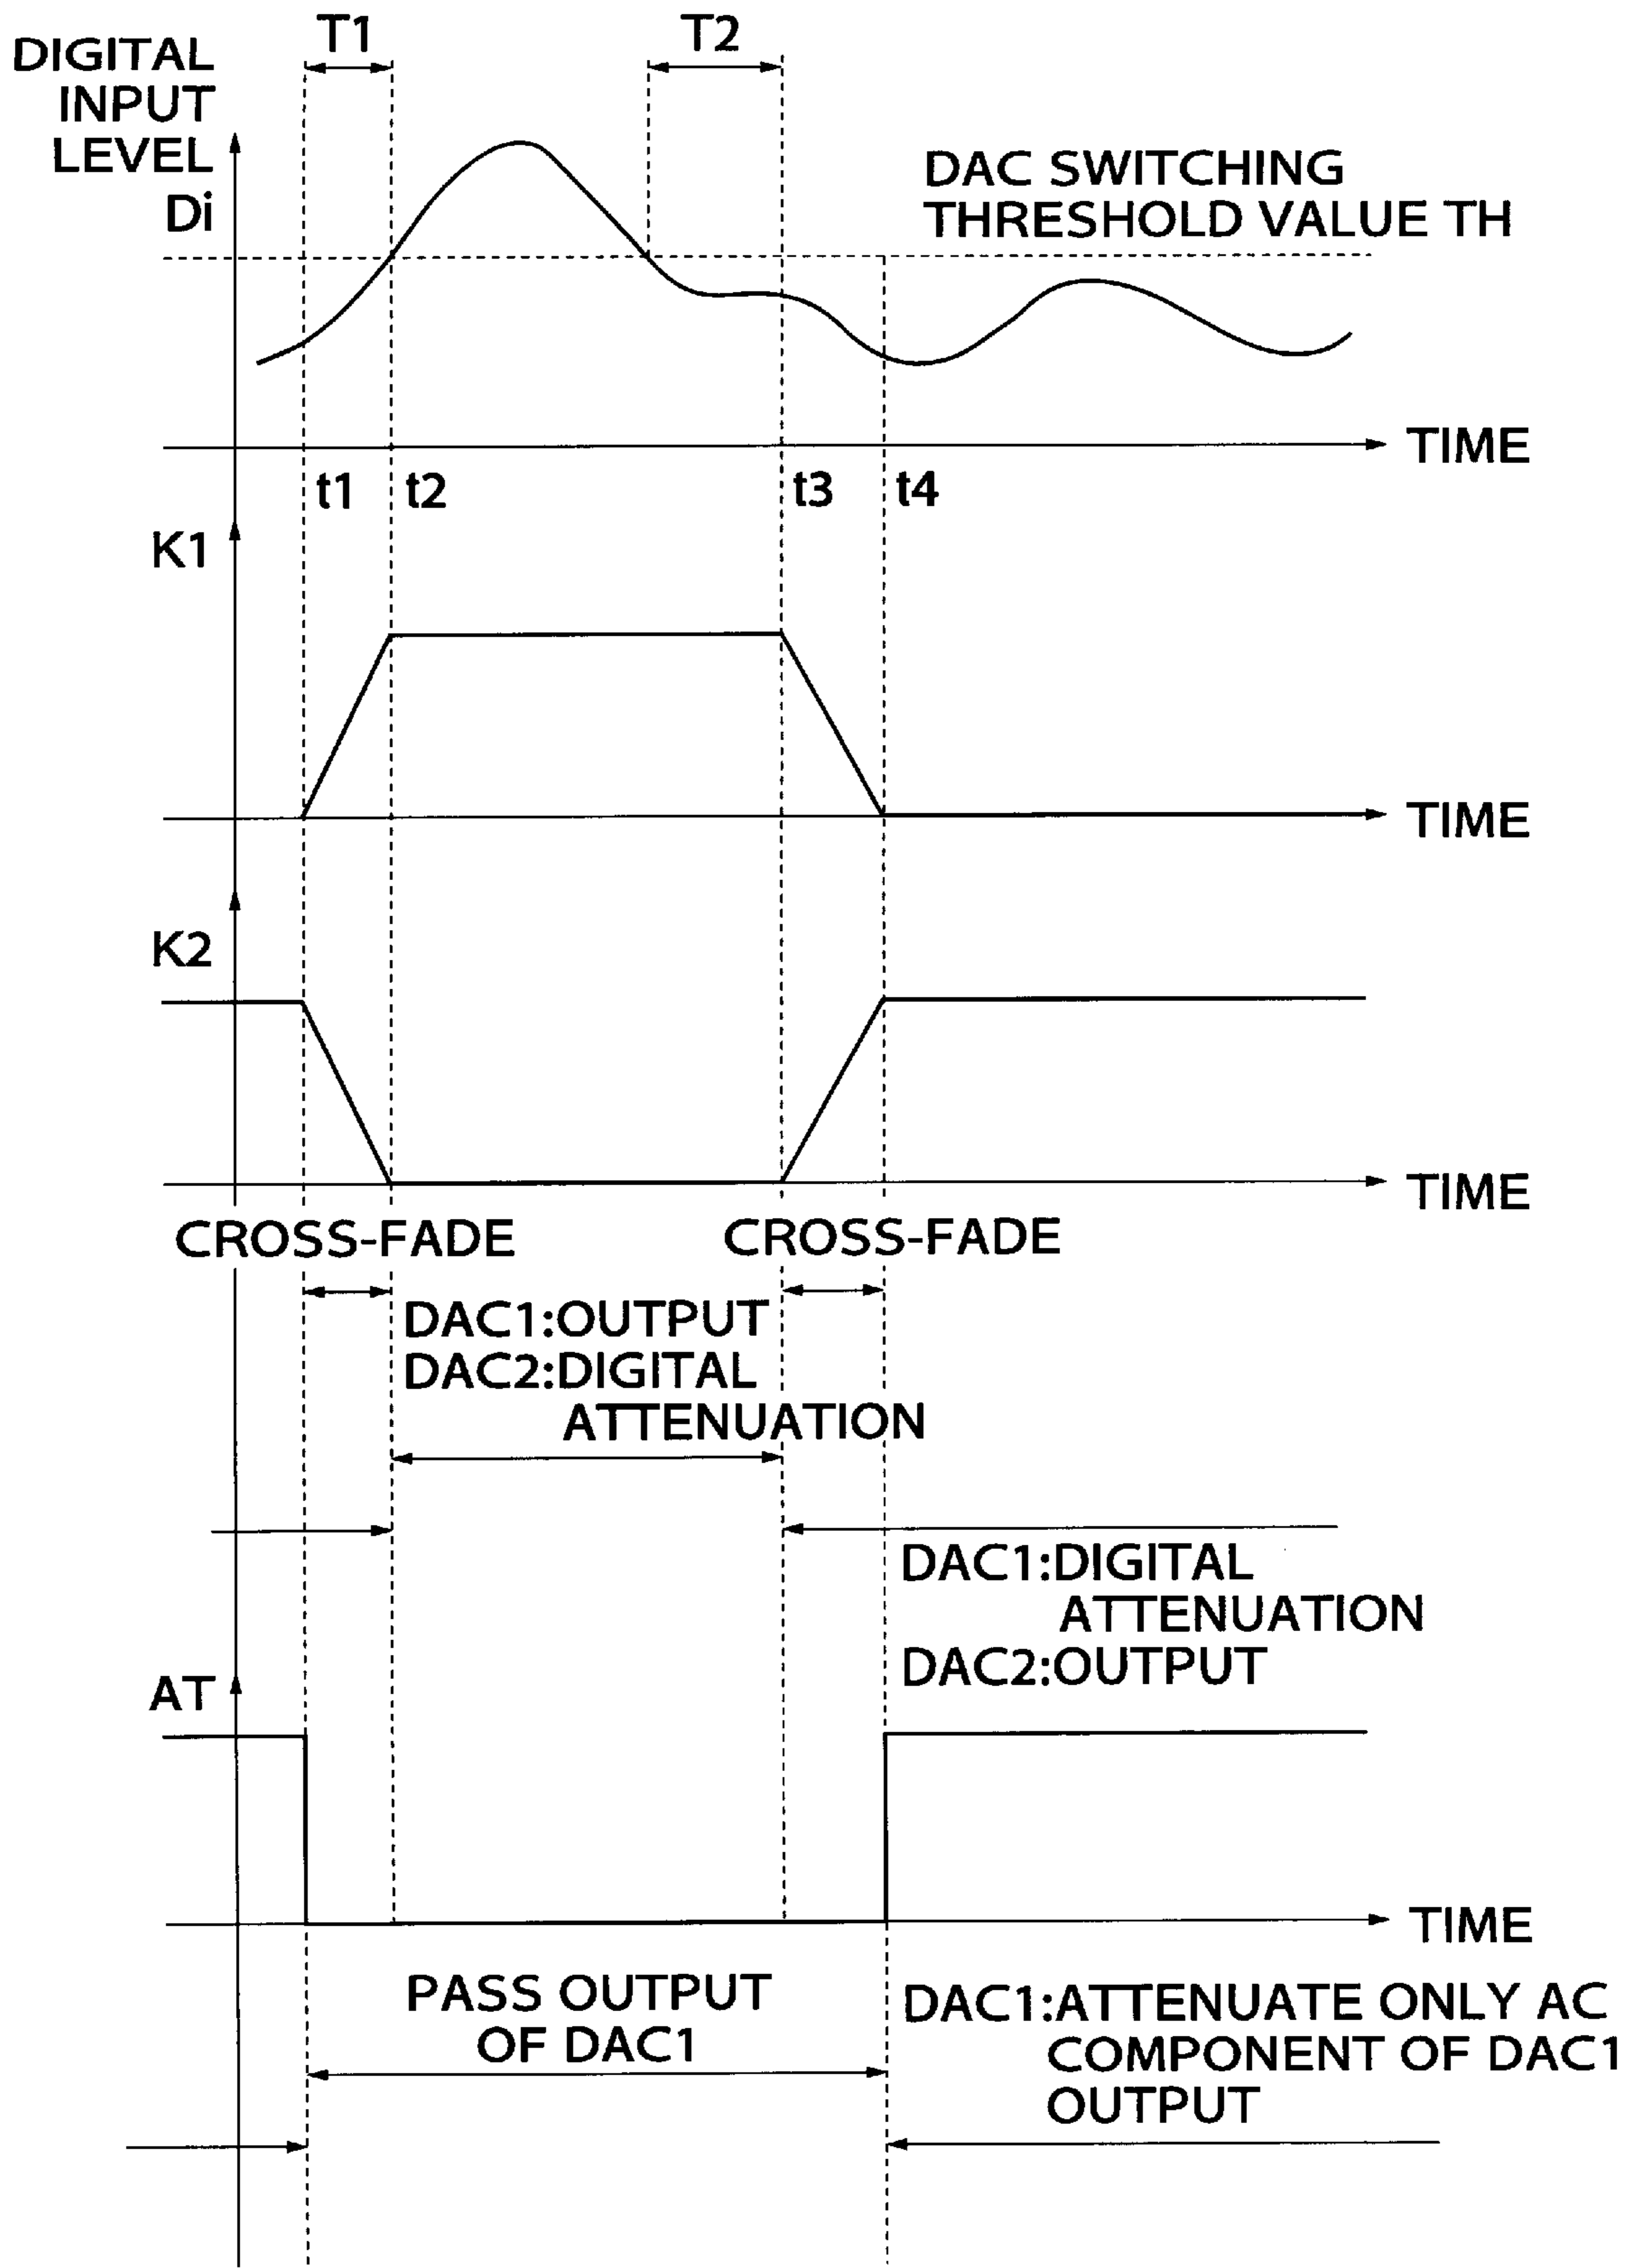 T1
T2
DIGITAL
INPUT
LEVEL
Di
DAC SWITCHING
THRESHOLD VALUE TH
TIME
t1
t2
t3
t4
K1
TIME
K2
TIME
CROSS-FADE
CROSS-FADE
DAC1:OUTPUT
DAC2:DIGITAL
ATTENUATION
DAC1:DIGITAL
ATTENUATION
DAC2:OUTPUT
AT
TIME
PASS OUTPUT
OF DAC1
DAC1:ATTENUATE ONLY AC
COMPONENT OF DAC1
OUTPUT